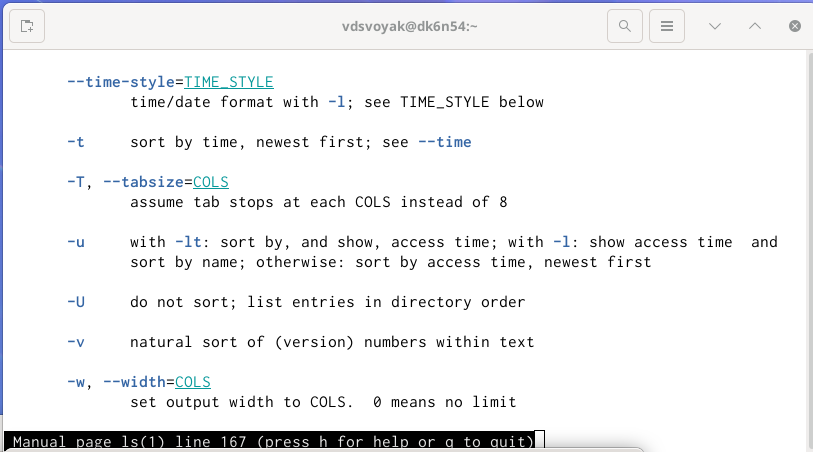 vdsvoyak@dk6n54:~
--time-style=TIME_STYLE
time/date format with -l; see TIME_STYLE below
-t     sort by time, newest first; see --time
-T, --tabsize=COLS
assume tab stops at each COLS instead of 8
-u     with -lt: sort by, and show, access time; with -l: show access time  and
sort by name; otherwise: sort by access time, newest first
-U     do not sort; list entries in directory order
-v     natural sort of (version) numbers within text
-w, --width=COLS
set output width to COLS.  0 means no limit
Manual page ls(1) line 167 (press h for help or q to quit)